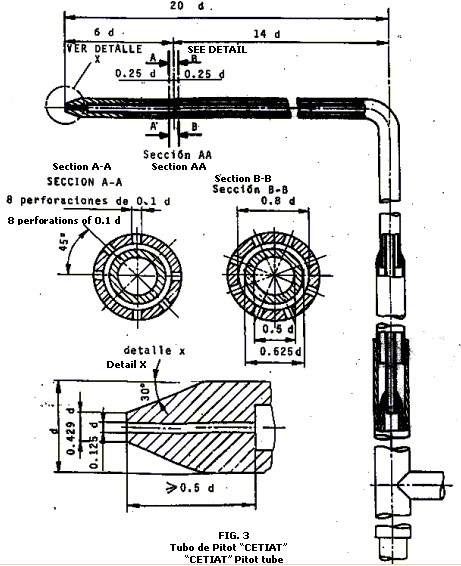 20 d
6 d
14 d
VER DETALLE
X
SEE DETAIL
A
B
0.25 d
0.25 d
A'
B
Sección AA
Section AA
Section A-A
SECCION A-A
8 perforaciones de 0.1 d
8 perforations of 0.1 d
45º
Section B-B
Sección B-B
0.8 d
0.5 d
0.625d
detalle x
Detail X
30°
d
0.429 d
0.125 d
⩾0.5 d
FIG. 3
Tubo de Pitot "CETIAT"
"CETIAT" Pitot tube